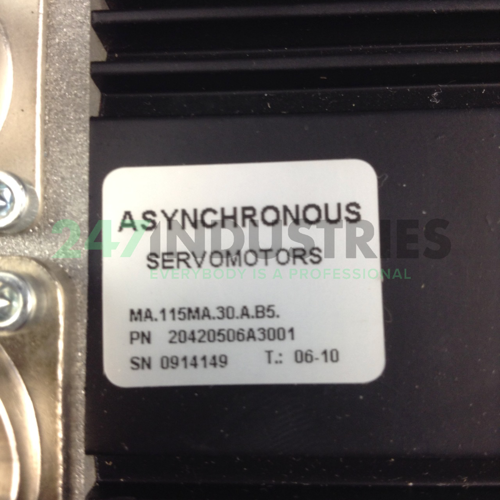 ASYNCHRONOUS
247INDUSTRIES
SERVOMOTORS
EVERYBODY IS A PROFESSIONAL
MA.115MA.30.A.B5.
PN 20420506A3001
SN 0914149 T.: 06-10